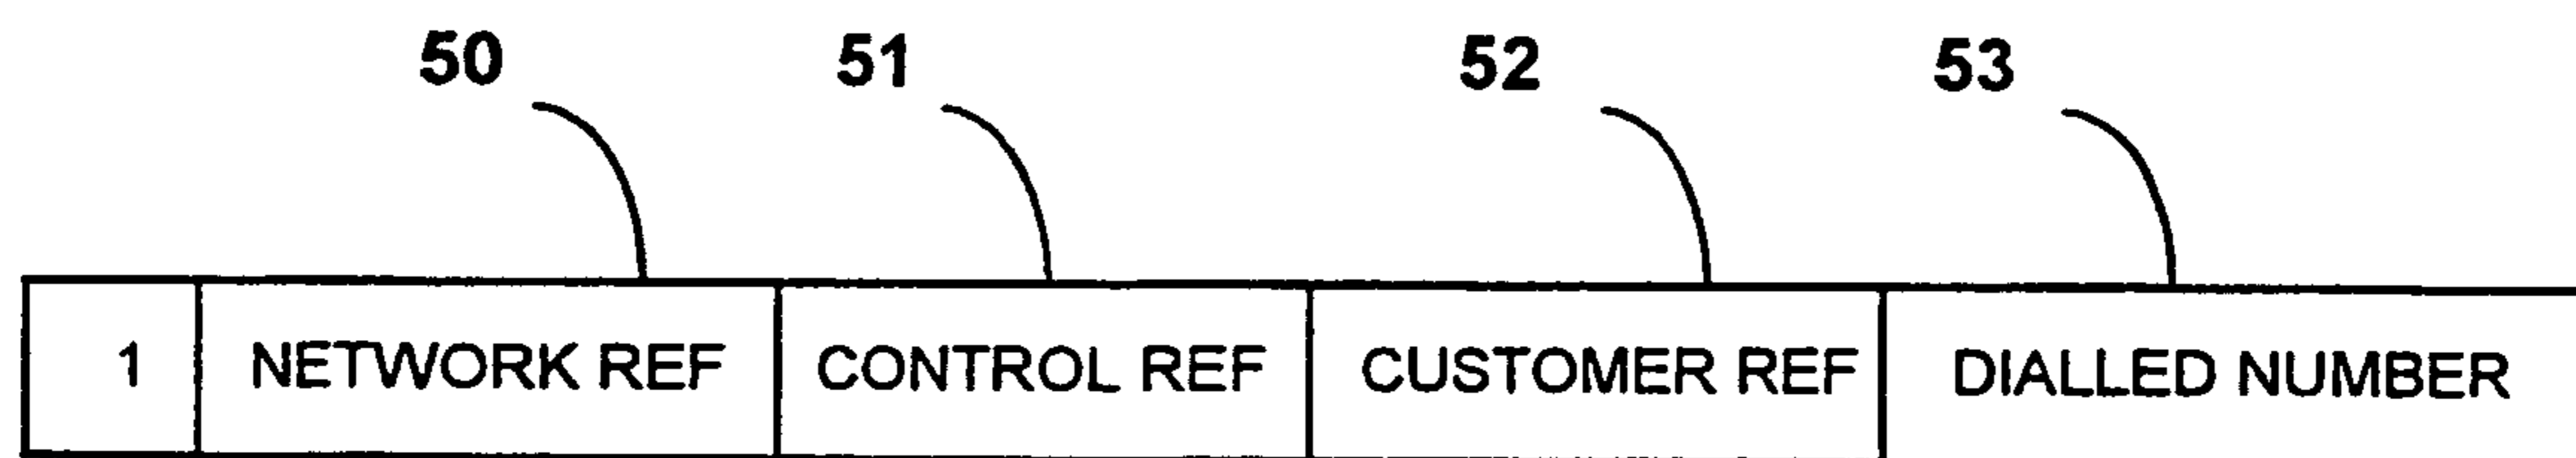 50 51 52 53
1 NETWORK REF CONTROL REF CUSTOMER REF DIALLED NUMBER